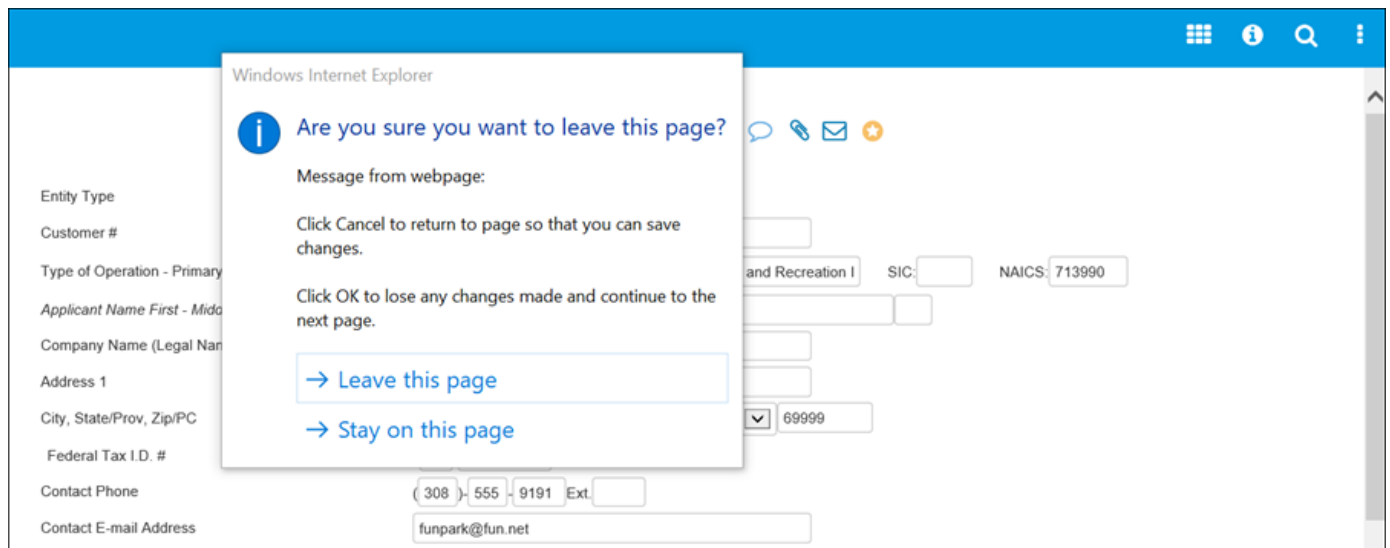 Windows Internet Explorer
Are you sure you want to leave this page?
Message from webpage:
Click Cancel to return to page so that you can save
changes.
Click OK to lose any changes made and continue to the
next page.
→ Leave this page
→ Stay on this page
Entity Type
Customer #
Type of Operation - Primary and Recreation I SIC: NAICS: 713990
Applicant Name First - Midd
Company Name (Legal Nan
Address 1
City, State/Prov, Zip/PC 69999
Federal Tax I.D. #
Contact Phone ( 308 )- 555 - 9191 Ext.
Contact E-mail Address funpark@fun.net